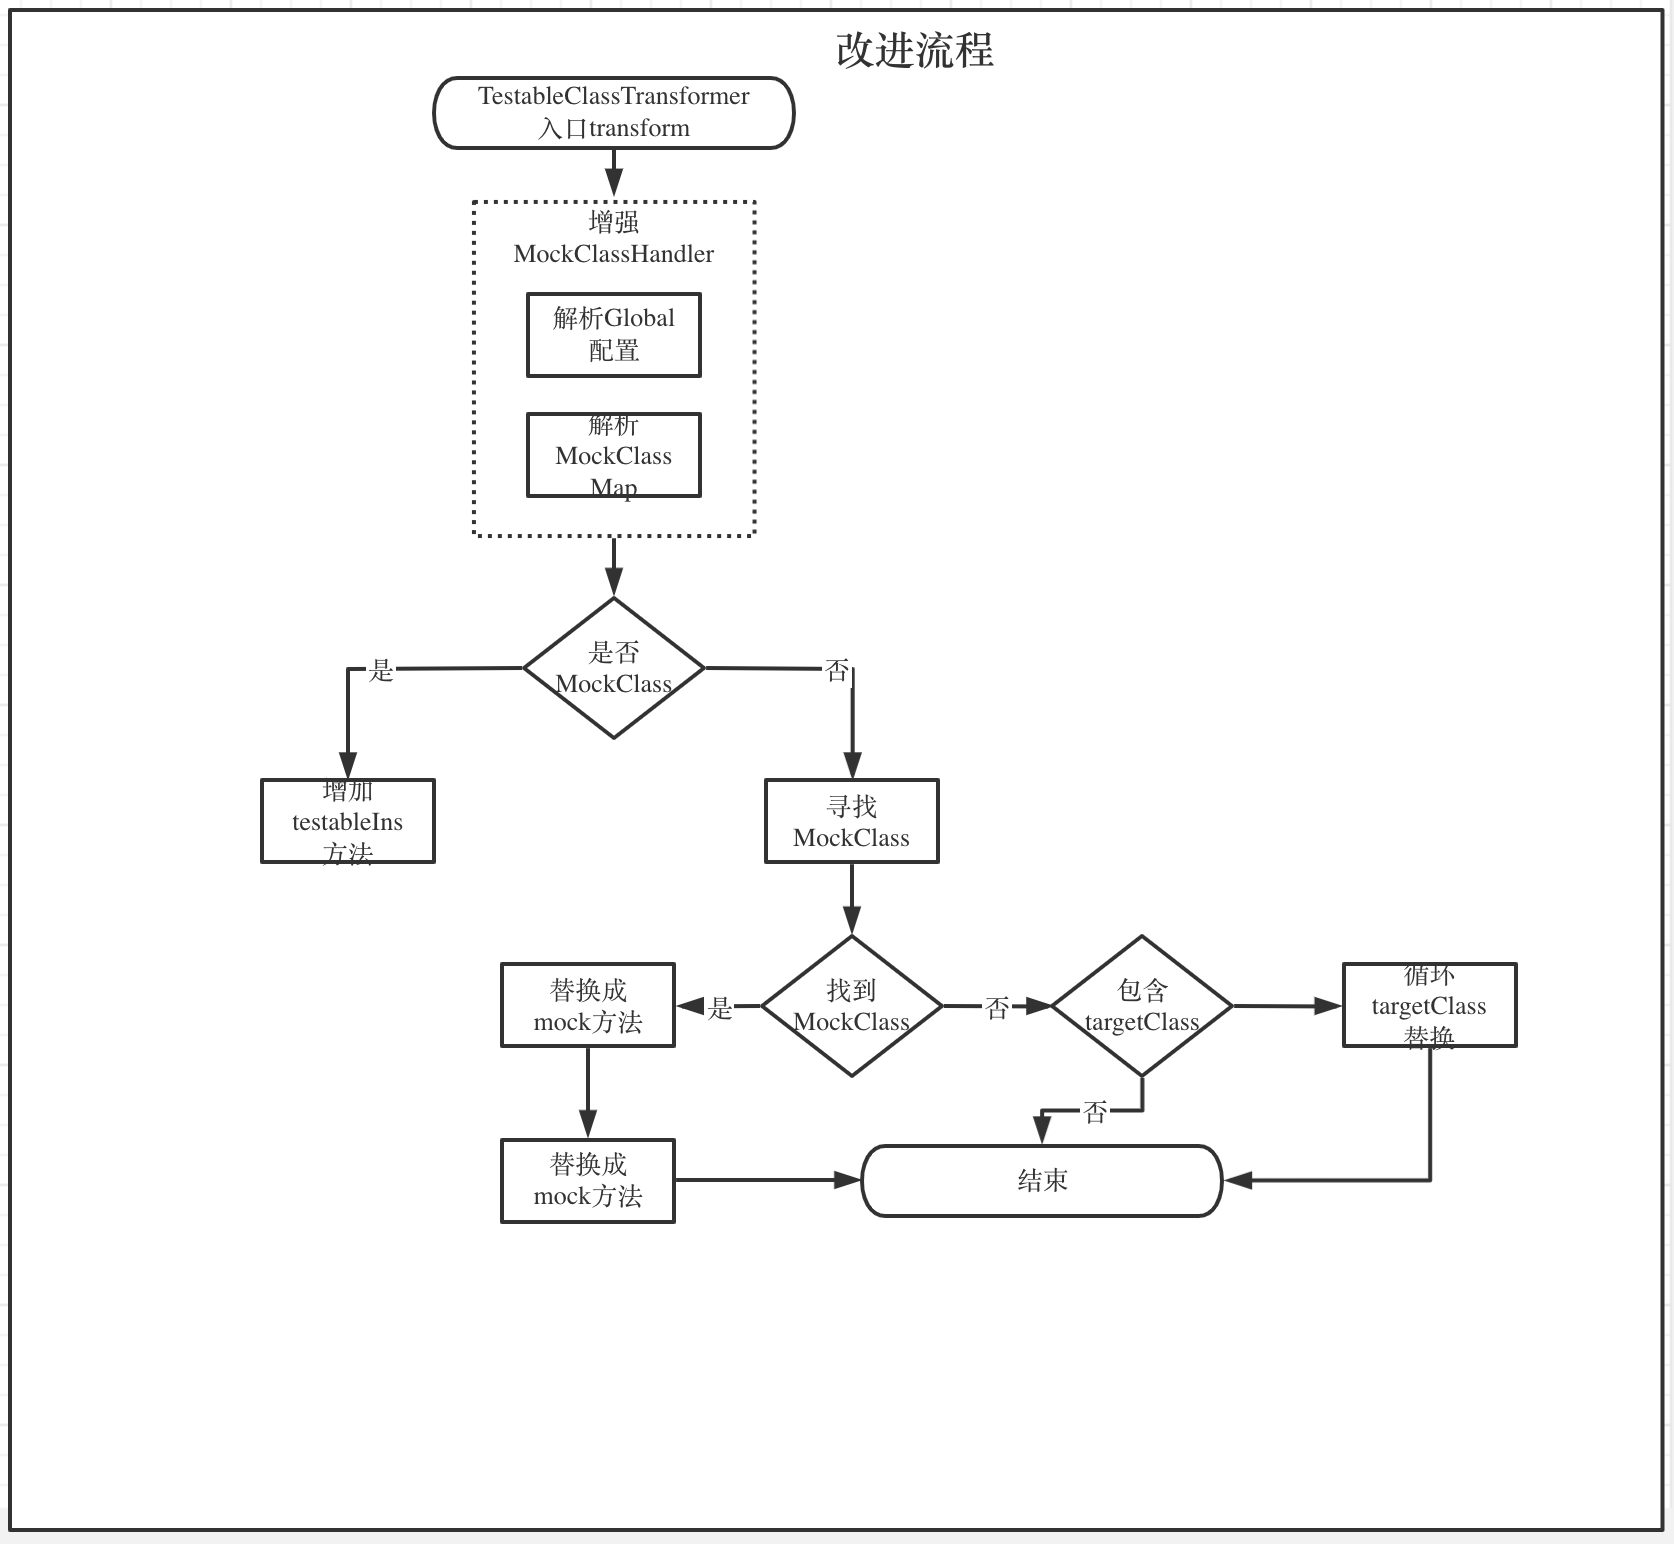 改进流程
TestableClassTransformer
入口transform
增强
MockClassHandler
解析Global
配置
解析
MockClass
Map
是否
MockClass
是
否
增加
testableIns
方法
寻找
MockClass
替换成
mock方法
是
找到
MockClass
否
包含
targetClass
循环
targetClass
替换
否
替换成
mock方法
结束